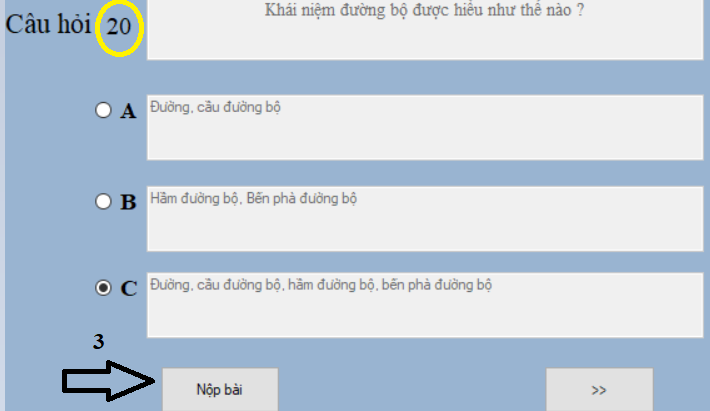 Khái niệm đường bộ được hiểu như thế nào ?
Câu hỏi 20
A Đường, cầu đường bộ
B Hầm đường bộ, Bến phà đường bộ
C Đường, cầu đường bộ, hầm đường bộ, bến phà đường bộ
3
Nộp bài >>